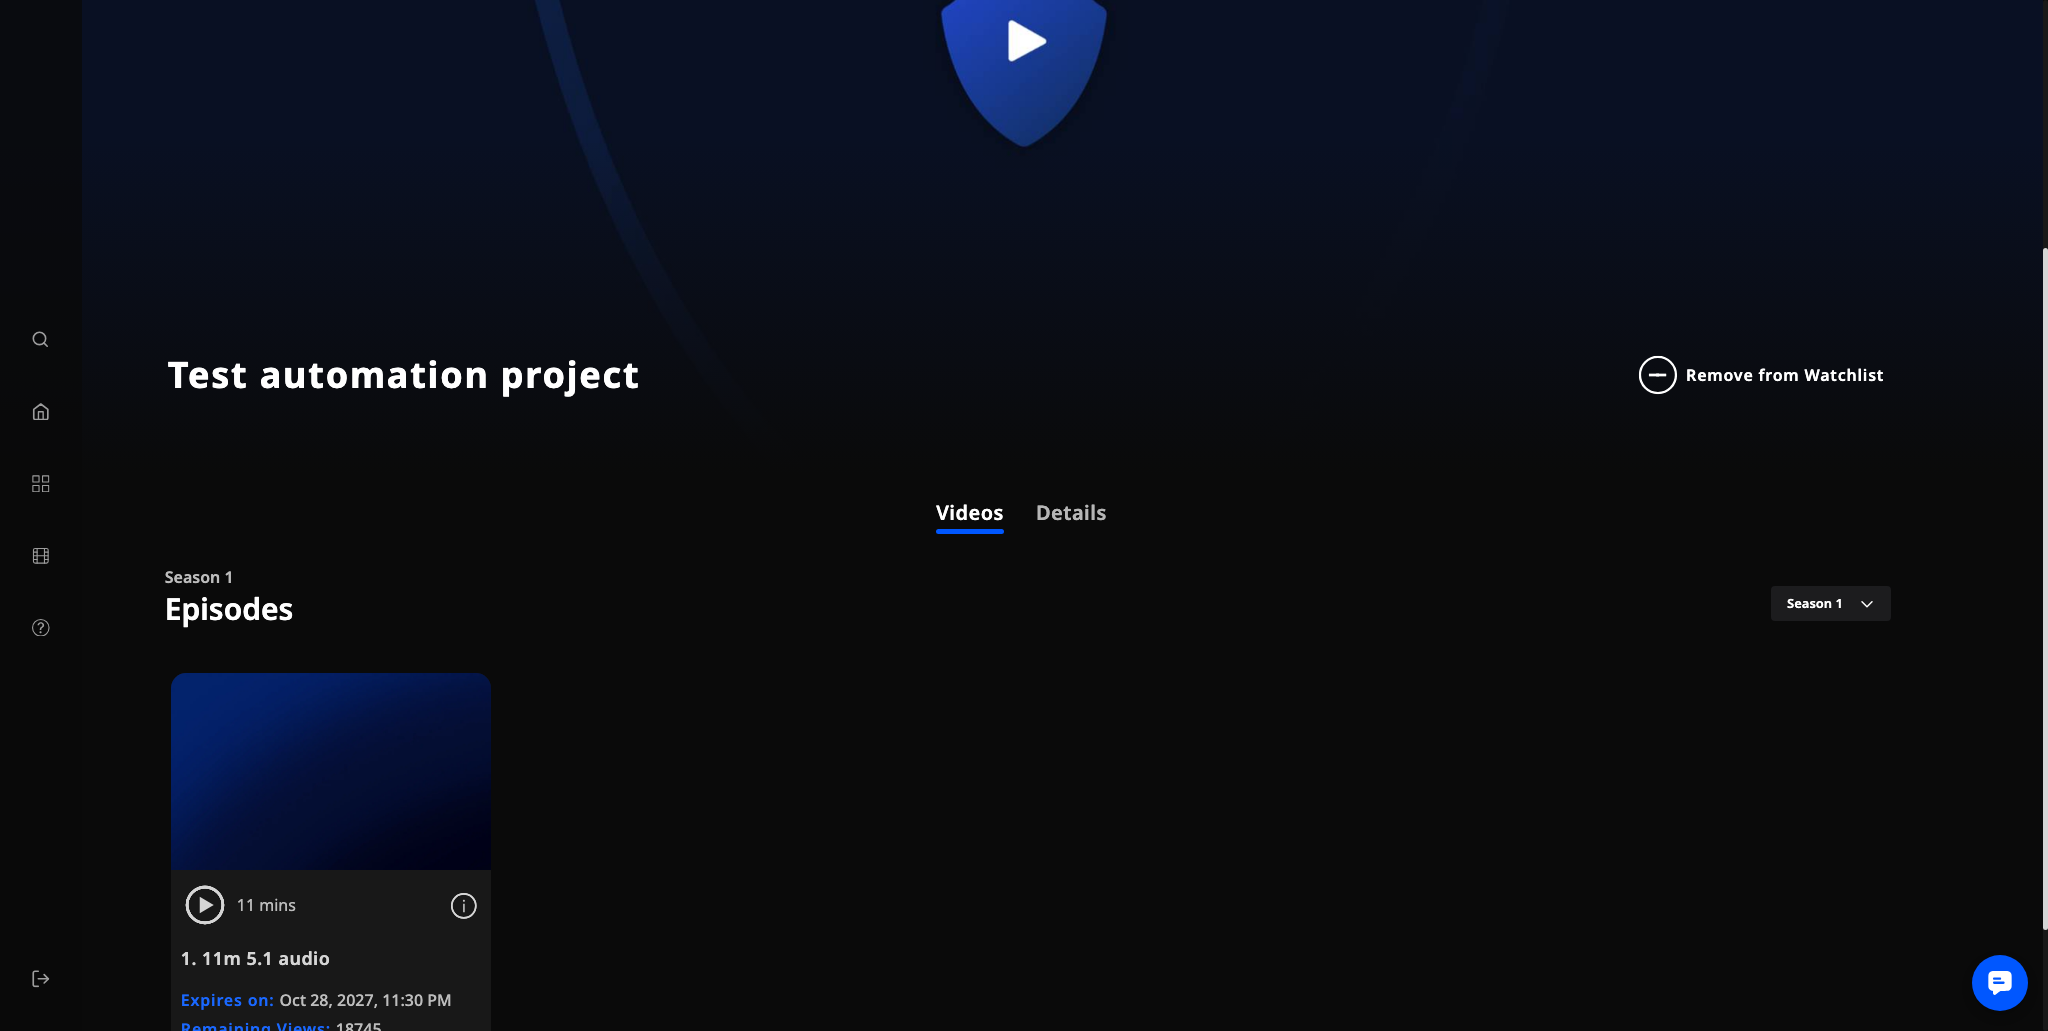 Test automation project
Remove from Watchlist
Videos
Details
Season 1
Episodes
Season 1
11 mins
1. 11m 5.1 audio
Expires on: Oct 28, 2027, 11:30 PM
Remaining Views: 18745